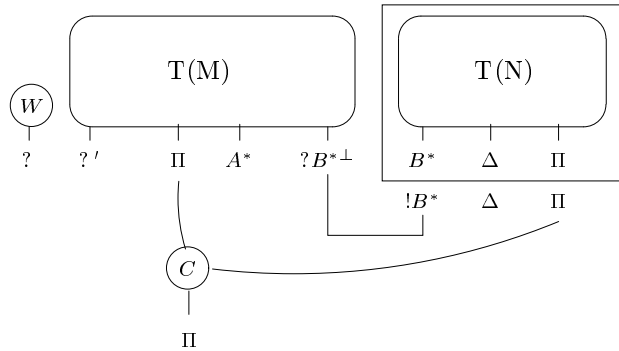 T(M) T(N)
W
? ? ′ Π A* ?B*⊥ B* Δ Π
!B* Δ Π
C
Π